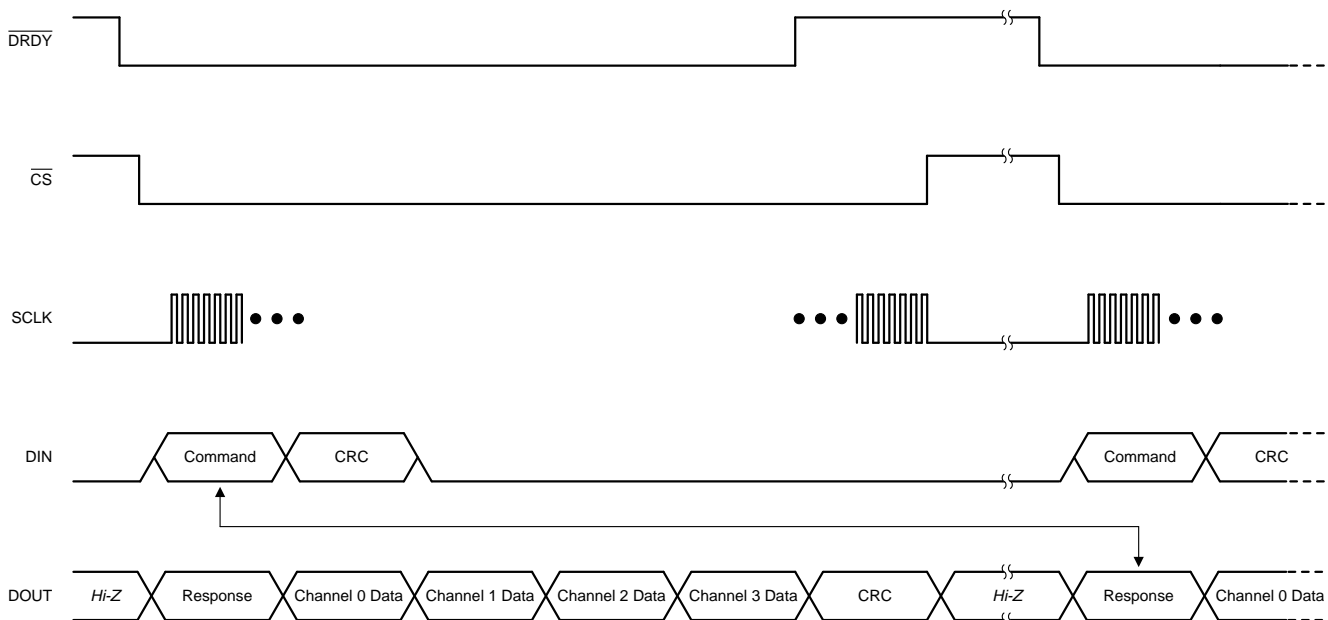 DRDY
CS
SCLK
DIN Command CRC Command CRC
DOUT Hi-Z Response Channel 0 Data Channel 1 Data Channel 2 Data Channel 3 Data CRC Hi-Z Response Channel 0 Data